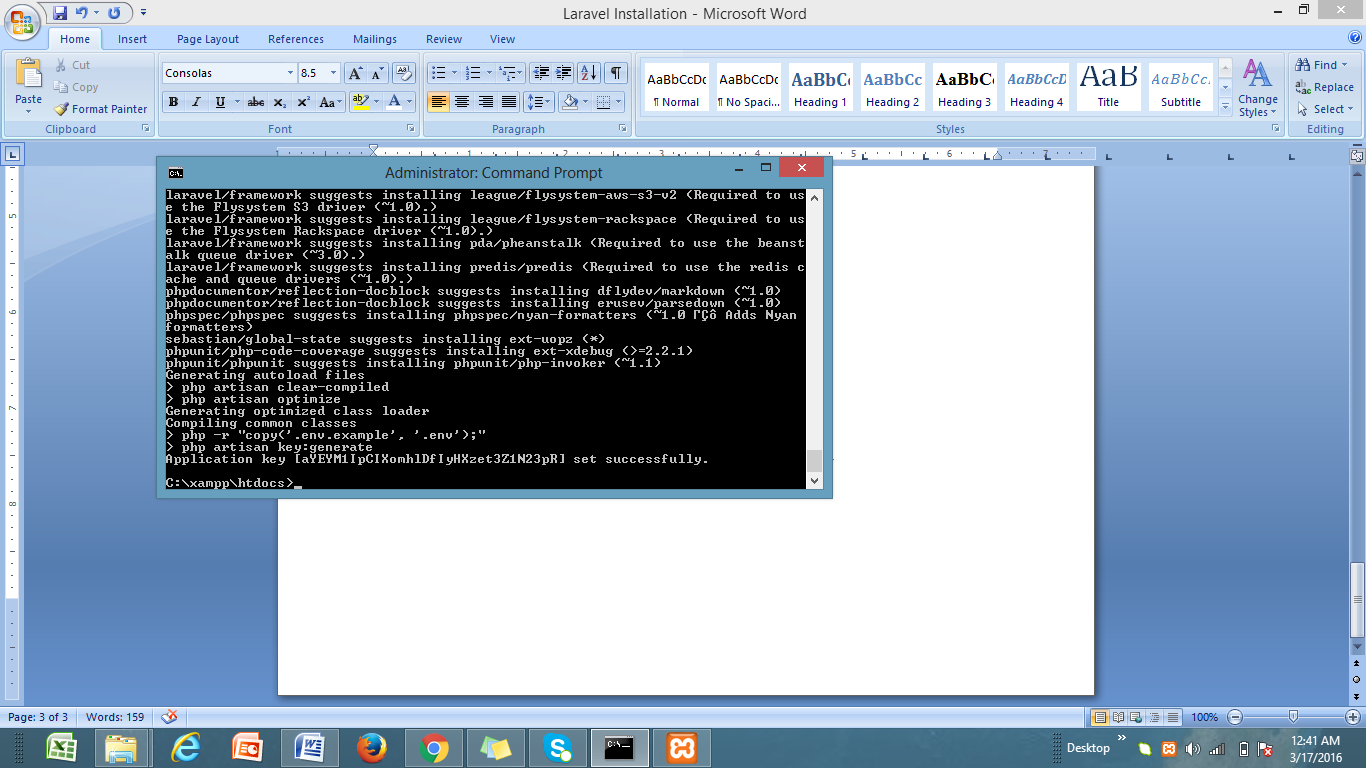 Laravel Installation - Microsoft Word
Home Insert Page Layout References Mailings Review View
Paste
Cut
Copy
Format Painter
Clipboard
Consolas 8.5
Font
Paragraph
AaBbCcDc AaBbCcDc AaBbC AaBbCc AaBbC AaBbCcD AaB AaBbCc.
¶ Normal ¶ No Spaci... Heading 1 Heading 2 Heading 3 Heading 4 Title Subtitle
Change Styles
Styles
Find
Replace
Select
Editing
Administrator: Command Prompt
laravel/framework suggests installing league/flysystem-aws-s3-v2 (Required to us
e the Flysystem S3 driver (~1.0).)
laravel/framework suggests installing league/flysystem-rackspace (Required to us
e the Flysystem Rackspace driver (~1.0).)
laravel/framework suggests installing pda/pheanstalk (Required to use the beanst
alk queue driver (~3.0).)
laravel/framework suggests installing predis/predis (Required to use the redis c
ache and queue drivers (~1.0).)
phpdocumentor/reflection-docblock suggests installing dflydev/markdown (~1.0)
phpdocumentor/reflection-docblock suggests installing erusev/parsedown (~1.0)
phpspec/phpspec suggests installing phpspec/nyan-formatters (~1.0 ΓÇô Adds Nyan
formatters)
sebastian/global-state suggests installing ext-uopz (*)
phpunit/php-code-coverage suggests installing ext-xdebug (>=2.2.1)
phpunit/phpunit suggests installing phpunit/php-invoker (~1.1)
Generating autoload files
> php artisan clear-compiled
> php artisan optimize
Generating optimized class loader
Compiling common classes
> php -r "copy('.env.example', '.env');"
> php artisan key:generate
Application key [aYEYM1IpCIXomhlDfIyHXzet3Z1N23pR] set successfully.
C:\xampp\htdocs>_
Page: 3 of 3 Words: 159 100%
Desktop
12:41 AM
3/17/2016